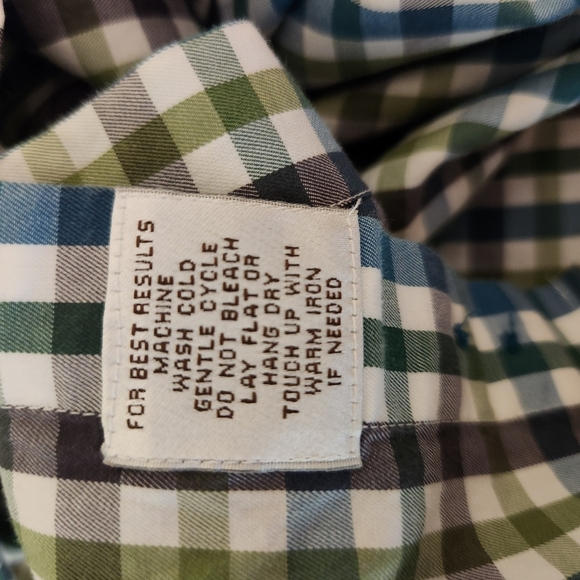 FOR BEST RESULTS
MACHINE
WASH COLD
GENTLE CYCLE
DO NOT BLEACH
LAY FLAT OR
HANG DRY
TOUCH UP WITH
WARM IRON
IF NEEDED